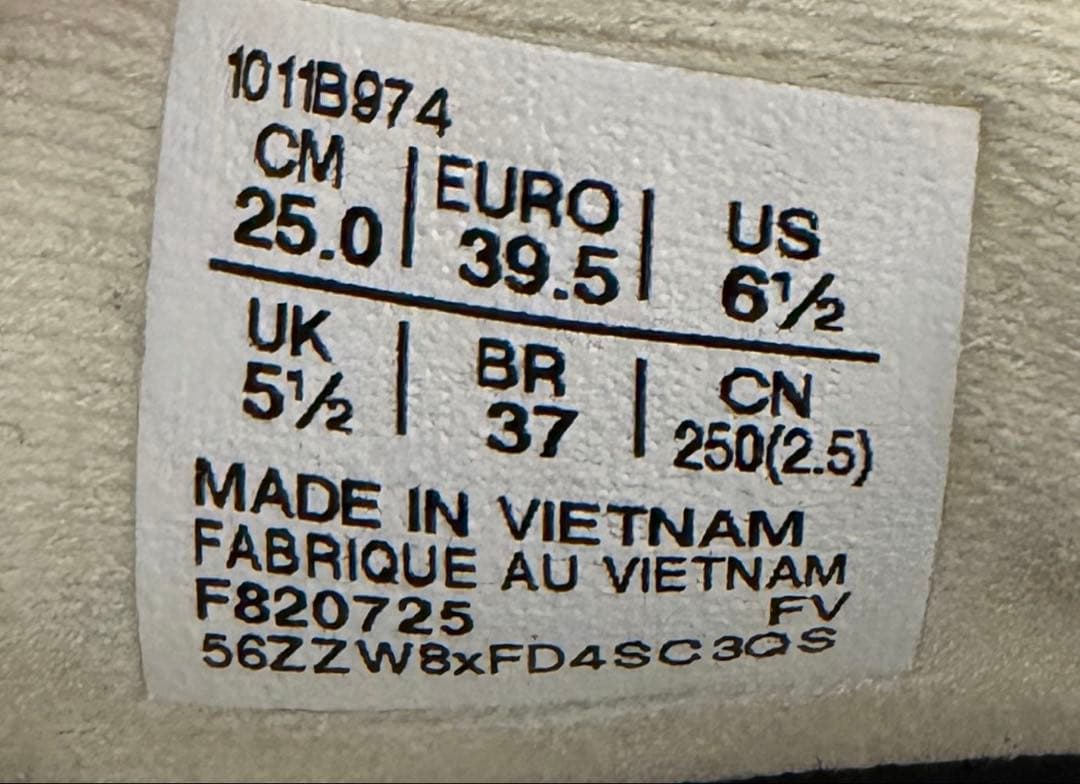 1011B974
CM | EURO | US
25.0 | 39.5 | 6½
UK | BR | CN
5½ | 37 | 250(2.5)
MADE IN VIETNAM
FABRIQUE AU VIETNAM
F820725 FV
56ZZW8xFD4SC3QS